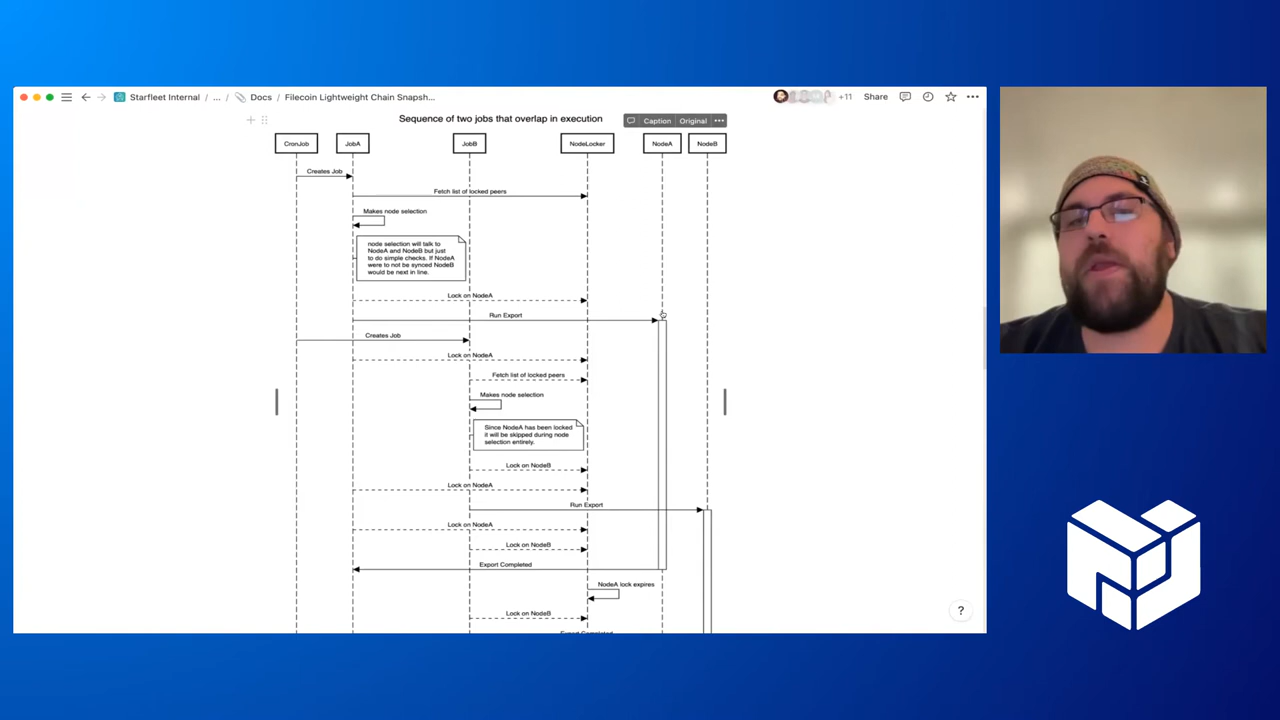 Starfleet Internal / ... / Docs / Filecoin Lightweight Chain Snapsh...
+11 Share
Sequence of two jobs that overlap in execution
Caption Original
CronJob JobA JobB NodeLocker NodeA NodeB
Creates Job
Fetch list of locked peers
Makes node selection
node selection will talk to
NodeA and NodeB but just
to do simple checks. If NodeA
were to not be synced NodeB
would be next in line.
Lock on NodeA
Run Export
Creates Job
Lock on NodeA
Fetch list of locked peers
Makes node selection
Since NodeA has been locked
it will be skipped during node
selection entirely.
Lock on NodeB
Lock on NodeA
Run Export
Lock on NodeA
Lock on NodeB
Export Completed
NodeA lock expires
Lock on NodeB
Export Completed
?